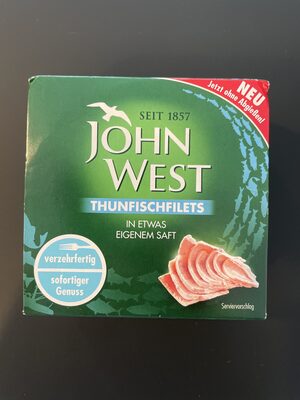 NEU
Jetzt ohne Abgießen!
SEIT 1857
JOHN
WEST
THUNFISCHFILETS
IN ETWAS
EIGENEM SAFT
verzehrfertig
sofortiger
Genuss
Serviervorschlag